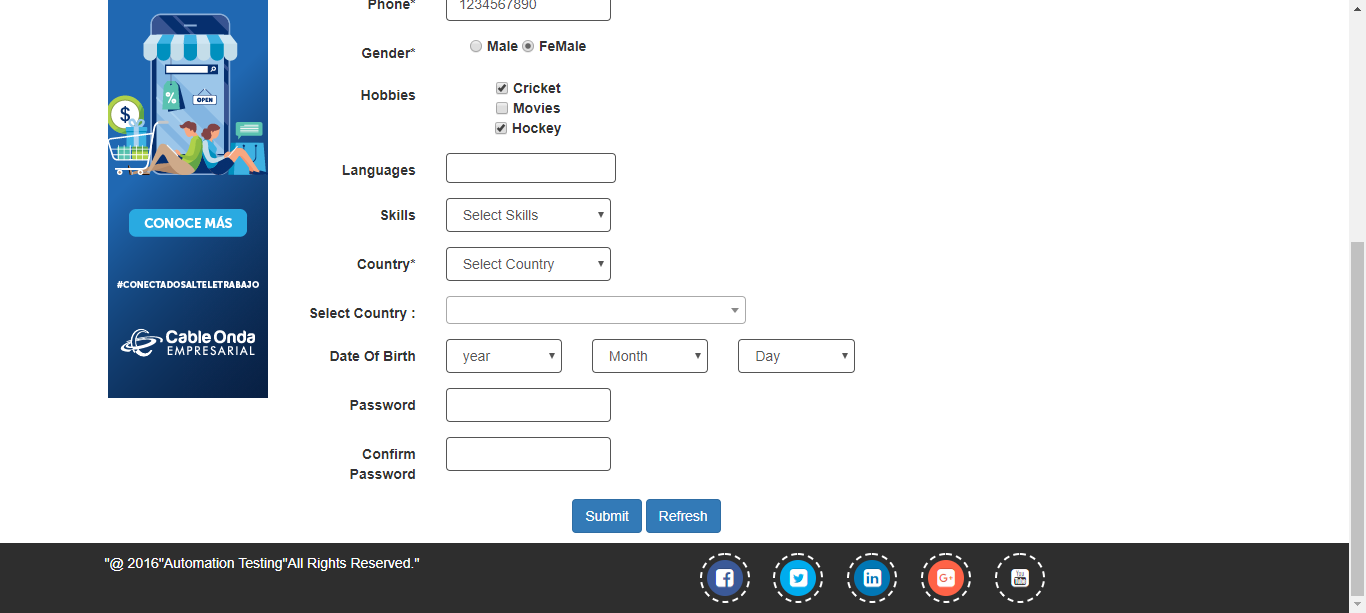 Phone*
1234567890
Gender*
Male FeMale
Hobbies
Cricket
Movies
Hockey
Languages
Skills
Select Skills
Country*
Select Country
Select Country :
Date Of Birth
year Month Day
Password
Confirm
Password
Submit Refresh
$
%
OPEN
CONOCE MÁS
#CONECTADOSALTELETRABAJO
Cable Onda
EMPRESARIAL
"@ 2016"Automation Testing"All Rights Reserved."
f in G+ You Tube